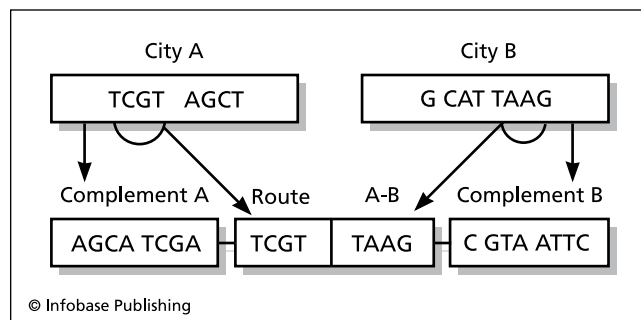 City A City B
TCGT AGCT G CAT TAAG
Complement A Route A-B Complement B
AGCA TCGA TCGT TAAG C GTA ATTC
© Infobase Publishing